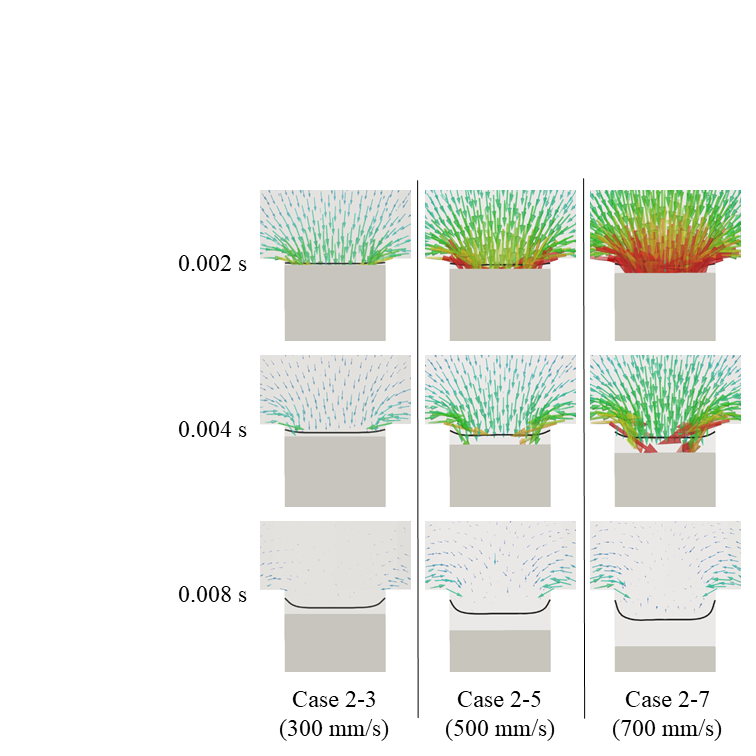 0.002 s
0.004 s
0.008 s
Case 2-3 Case 2-5 Case 2-7
(300 mm/s) (500 mm/s) (700 mm/s)